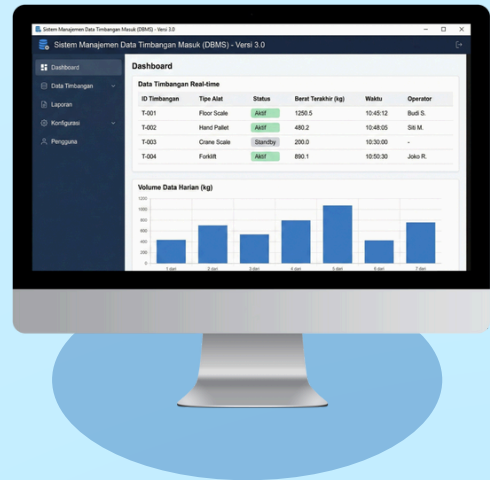 Sistem Manajemen Data Timbangan Masuk (DBMS) - Versi 3.0
Sistem Manajemen Data Timbangan Masuk (DBMS) - Versi 3.0
Dashboard
Data Timbangan
Laporan
Konfigurasi
Pengguna
Dashboard
Data Timbangan Real-time
ID Timbangan Tipe Alat Status Berat Terakhir (kg) Waktu Operator
T-001 Floor Scale Aktif 1250.5 10:45:12 Budi S.
T-002 Hand Pallet Aktif 480.2 10:48:05 Siti M.
T-003 Crane Scale Standby 200.0 10:30:00 -
T-004 Forklift Aktif 890.1 10:50:30 Joko R.
Volume Data Harian (kg)
1200
1000
800
600
400
200
0